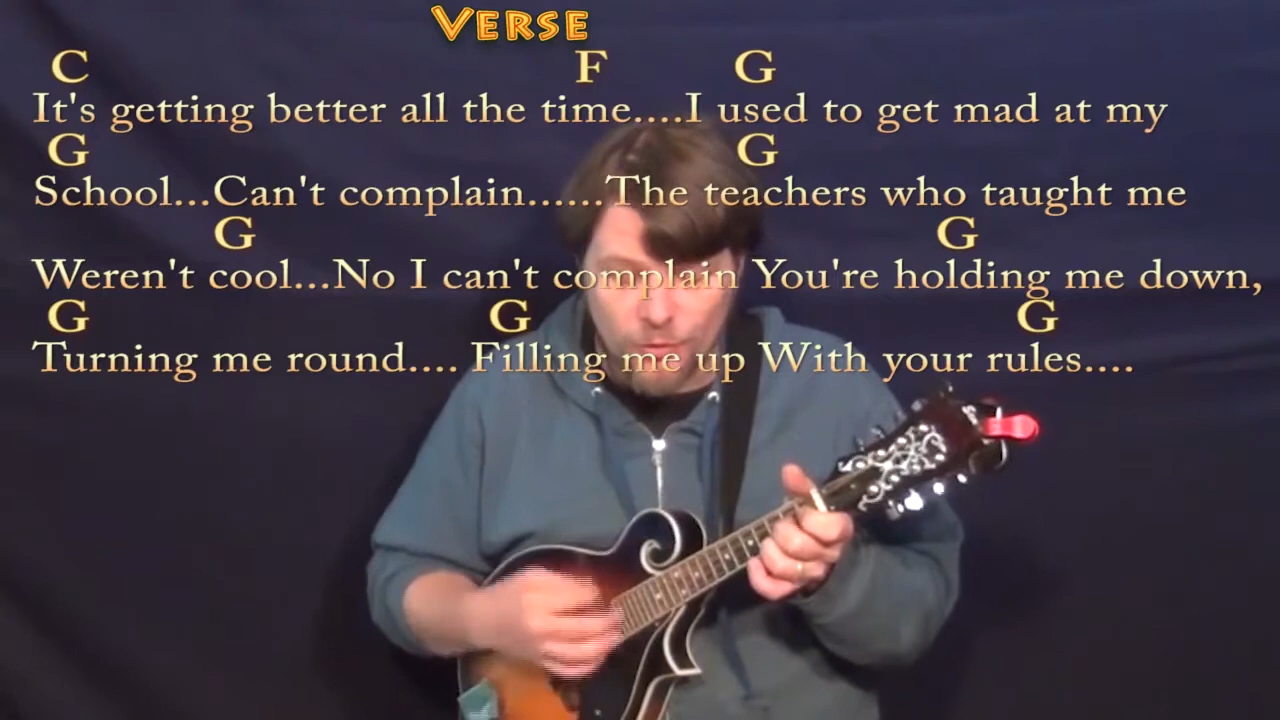 VERSE
C F G
It's getting better all the time....I used to get mad at my
G G
School...Can't complain......The teachers who taught me
G G
Weren't cool...No I can't complain You're holding me down,
G G G
Turning me round.... Filling me up With your rules....